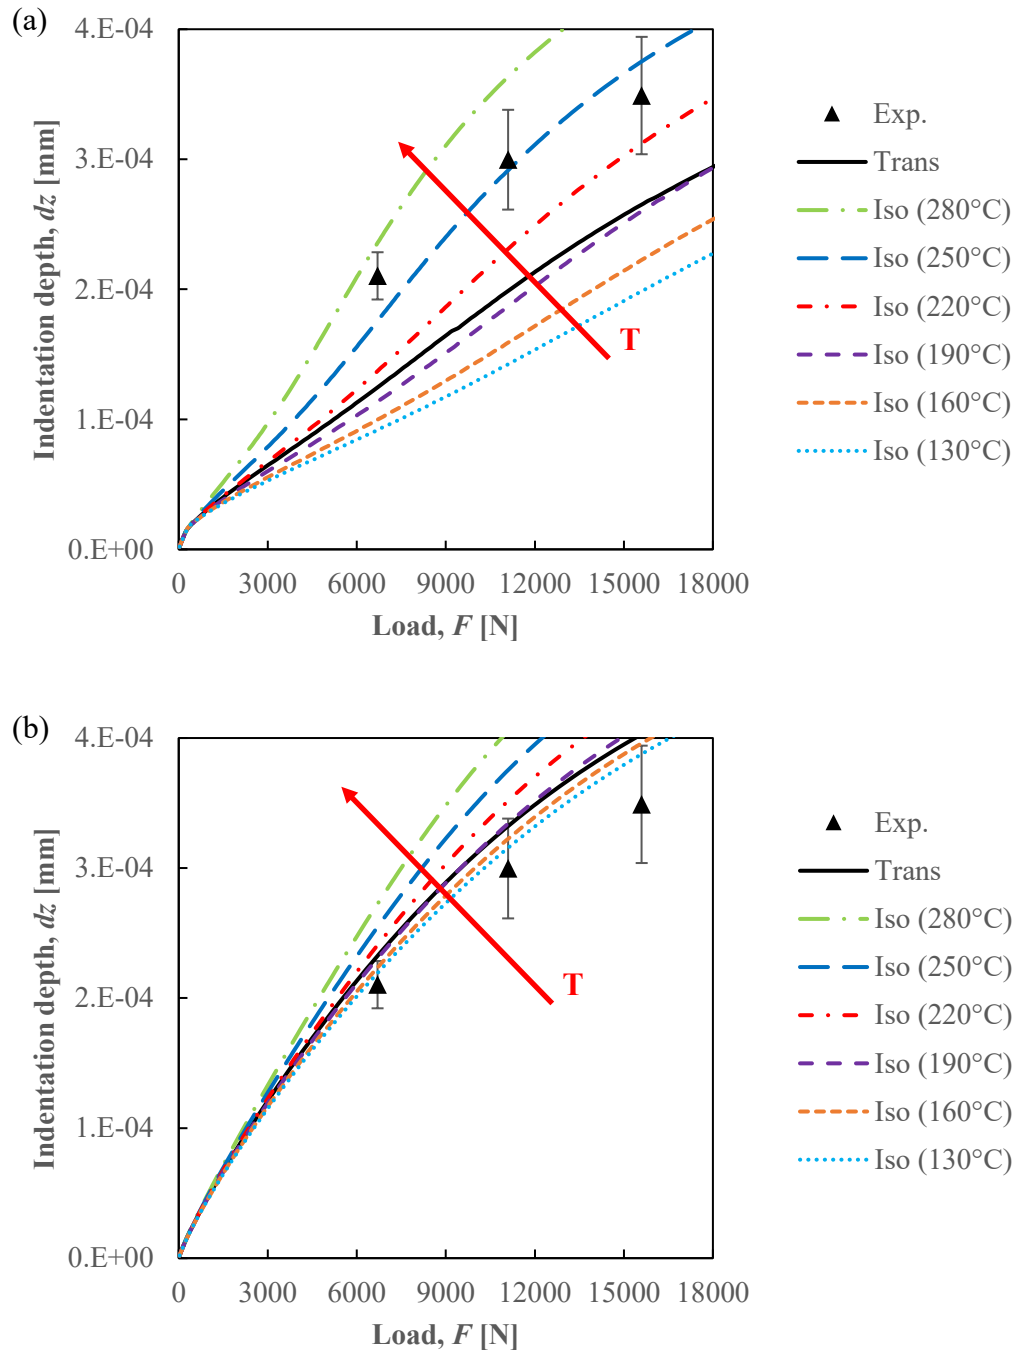 (a)
4.E-04
3.E-04
2.E-04
1.E-04
0.E+00
Indentation depth, dz [mm]
0 3000 6000 9000 12000 15000 18000
Load, F [N]
T
Exp.
Trans
Iso (280°C)
Iso (250°C)
Iso (220°C)
Iso (190°C)
Iso (160°C)
Iso (130°C)
(b)
4.E-04
3.E-04
2.E-04
1.E-04
0.E+00
Indentation depth, dz [mm]
0 3000 6000 9000 12000 15000 18000
Load, F [N]
T
Exp.
Trans
Iso (280°C)
Iso (250°C)
Iso (220°C)
Iso (190°C)
Iso (160°C)
Iso (130°C)